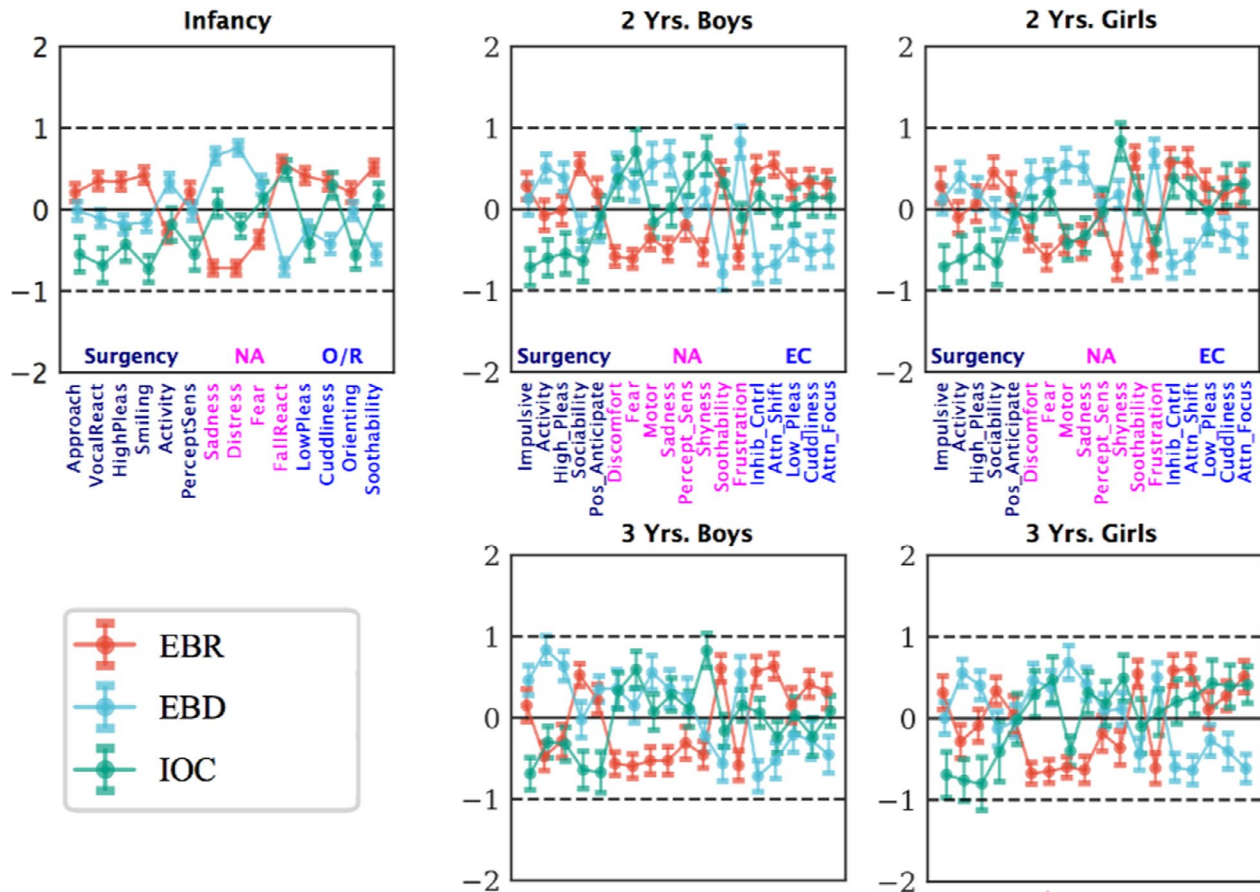 Infancy
2 Yrs. Boys
2 Yrs. Girls
2
1
0
−1
−2
2
1
0
−1
−2
2
1
0
−1
−2
Surgency NA O/R
Surgency NA EC
Surgency NA EC
Approach
VocalReact
HighPleas
Smiling
Activity
PerceptSens
Sadness
Distress
Fear
FallReact
LowPleas
Cuddliness
Orienting
Soothability
Impulsive
Activity
High_Pleas
Sociability
Pos_Anticipate
Discomfort
Fear
Motor
Sadness
Percept_Sens
Shyness
Soothability
Frustration
Inhib_Cntrl
Attn_Shift
Low_Pleas
Cuddliness
Attn_Focus
Impulsive
Activity
High_Pleas
Sociability
Pos_Anticipate
Discomfort
Fear
Motor
Sadness
Percept_Sens
Shyness
Soothability
Frustration
Inhib_Cntrl
Attn_Shift
Low_Pleas
Cuddliness
Attn_Focus
3 Yrs. Boys
3 Yrs. Girls
2
1
0
−1
−2
2
1
0
−1
−2
EBR
EBD
IOC